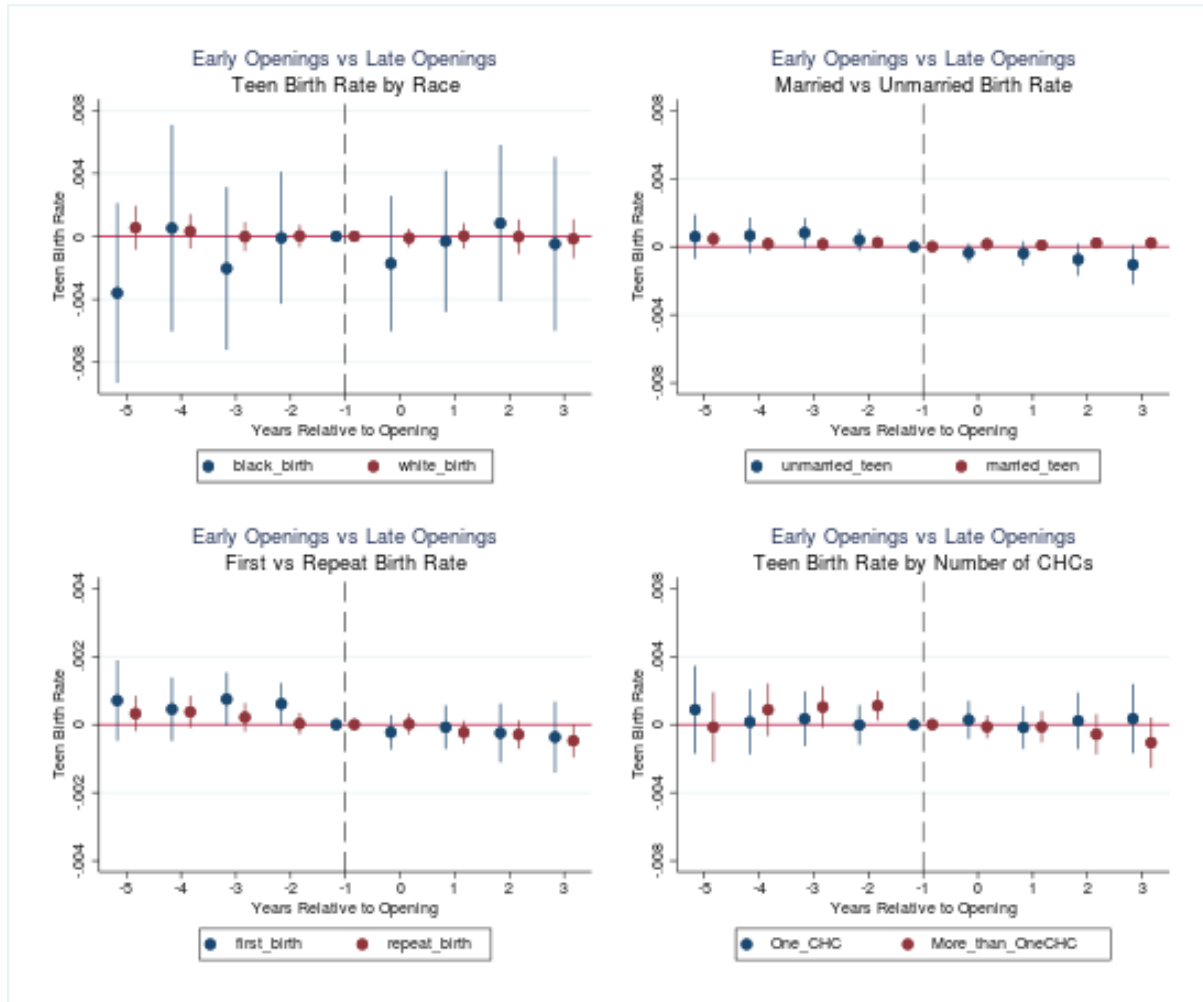 Early Openings vs Late Openings
Teen Birth Rate by Race
Teen Birth Rate
.008
.004
0
-.004
-.008
-5 -4 -3 -2 -1 0 1 2 3
Years Relative to Opening
black_birth white_birth
Early Openings vs Late Openings
Married vs Unmarried Birth Rate
Teen Birth Rate
.008
.004
0
-.004
-.008
-5 -4 -3 -2 -1 0 1 2 3
Years Relative to Opening
unmarried_teen married_teen
Early Openings vs Late Openings
First vs Repeat Birth Rate
Teen Birth Rate
.004
.002
0
-.002
-.004
-5 -4 -3 -2 -1 0 1 2 3
Years Relative to Opening
first_birth repeat_birth
Early Openings vs Late Openings
Teen Birth Rate by Number of CHCs
Teen Birth Rate
.008
.004
0
-.004
-.008
-5 -4 -3 -2 -1 0 1 2 3
Years Relative to Opening
One_CHC More_than_OneCHC